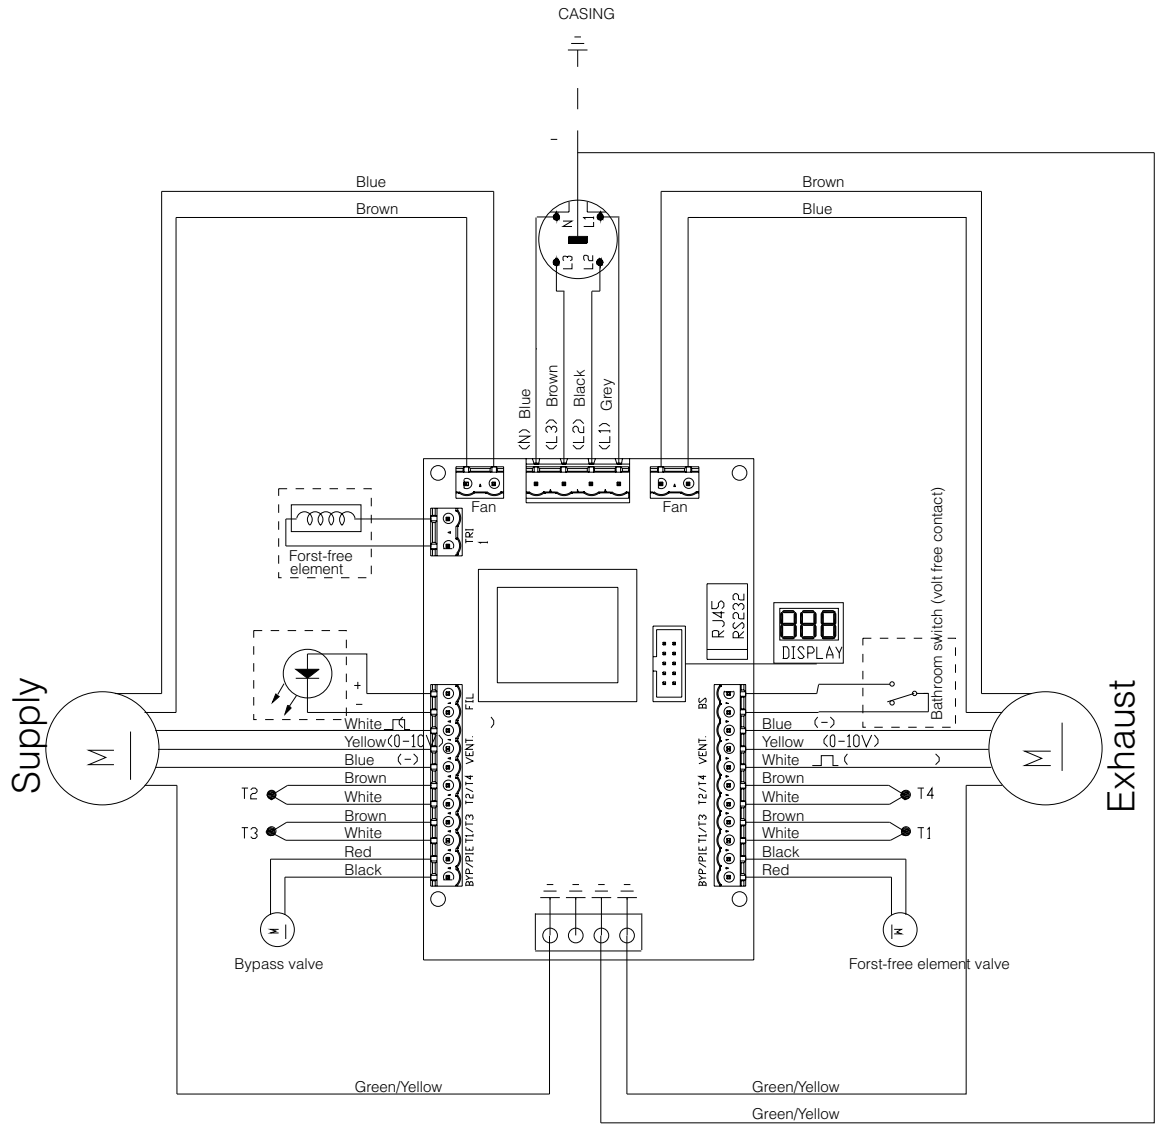 CASING
Blue
Brown
Brown
Blue
N
L1
L3
L2
(N) Blue
(L3) Brown
(L2) Black
(L1) Grey
Fan
Fan
TRI
1
Forst-free
element
RJ45
RS232
DISPLAY
Bathroom switch (volt free contact)
+
-
FIL
BS
Supply
M
Exhaust
M
White ( )
Yellow(0-10V)
Blue (-)
VENT.
VENT.
Blue (-)
Yellow (0-10V)
White ( )
T2
Brown
White
T2/T4
T2/T4
Brown
White
T4
T3
Brown
White
T1/T3
T1/T3
Brown
White
T1
Red
Black
BYP/PIE
BYP/PIE
Black
Red
M
Bypass valve
M
Forst-free element valve
Green/Yellow
Green/Yellow
Green/Yellow